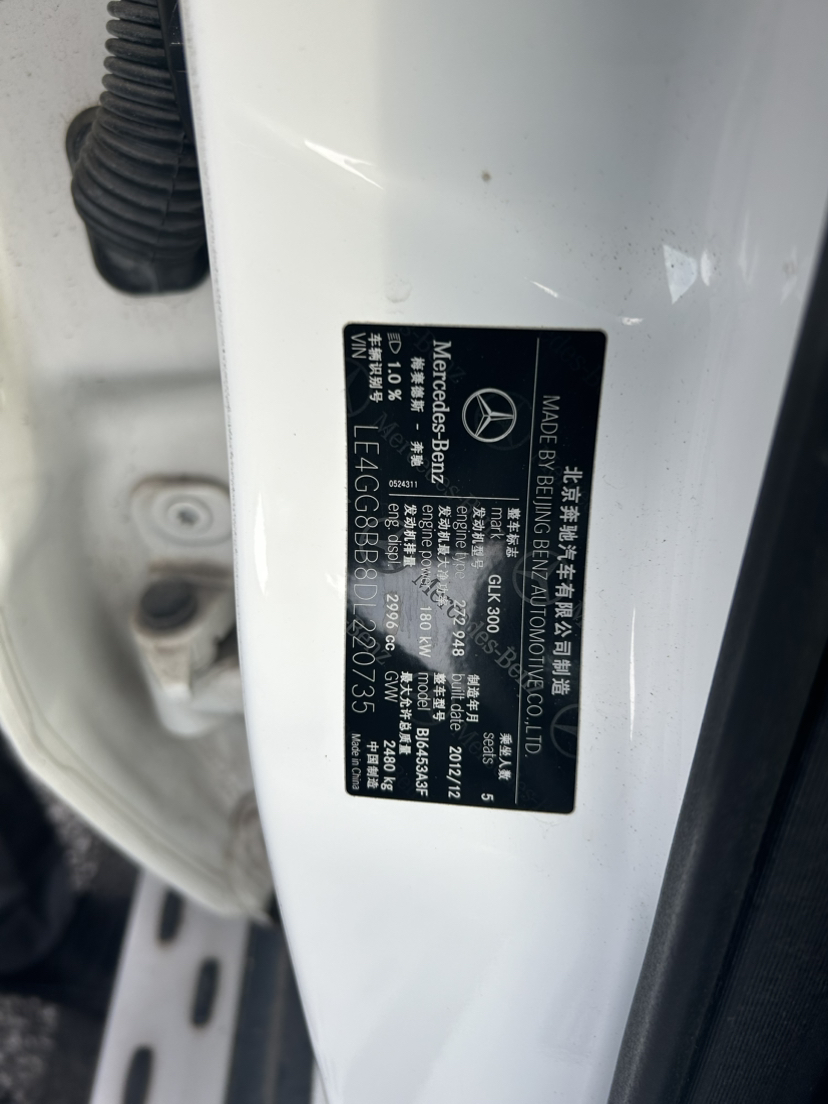 北京奔驰汽车有限公司制造
MADE BY BEIJING BENZ AUTOMOTIVE CO.,LTD.
Mercedes-Benz
梅赛德斯 - 奔驰
1.0 %
0524311
整车标志
mark GLK 300
乘坐人数
seats 5
发动机型号
engine type 272 948
制造年月
built date 2012/12
发动机最大净功率
engine power 180 kW
整车型号
model BJ6453A3F
发动机排量
eng. displ. 2996 cc
最大允许总质量
GVW 2480 kg
车辆识别号
VIN LE4GG8BB8DL220735
中国制造
Made in China